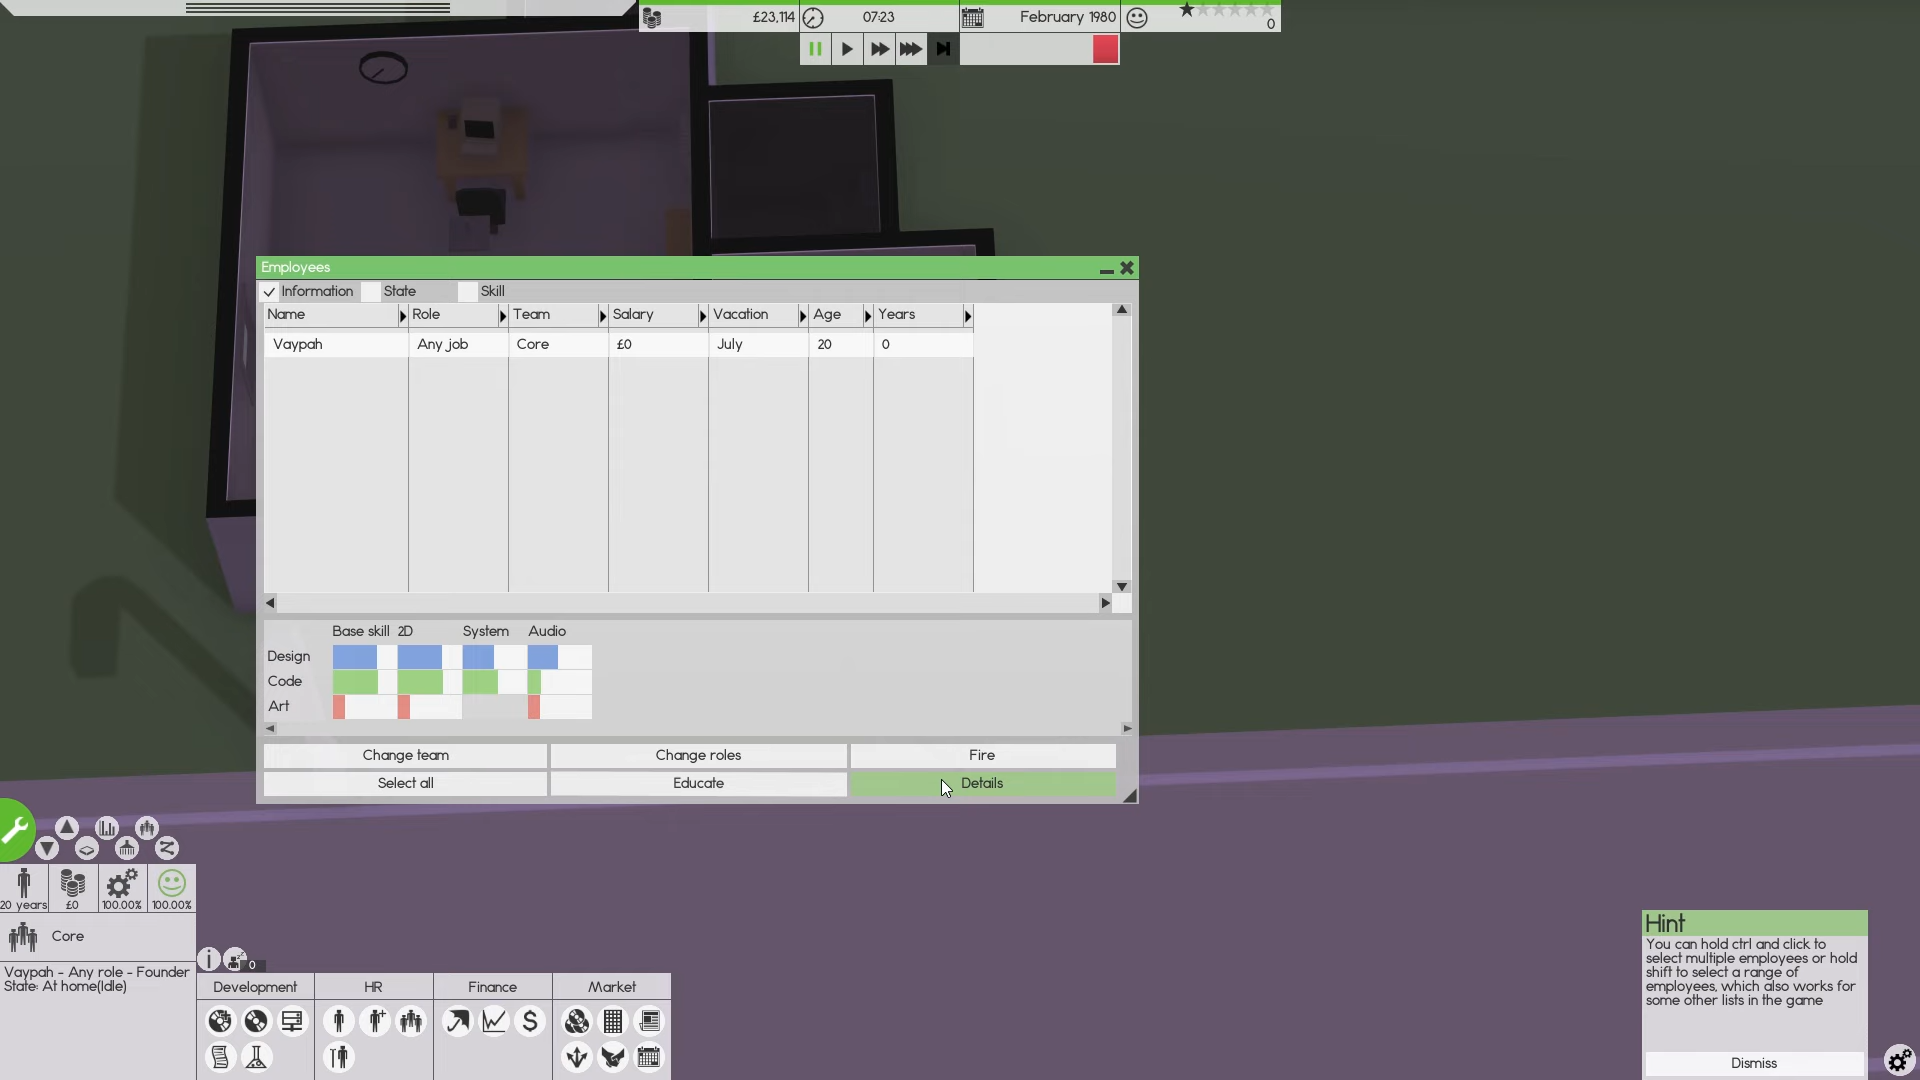 £23,114
07:23
February 1980
0
Employees
Information State Skill
Name Role Team Salary Vacation Age Years
Vaypah Any job Core £0 July 20 0
Base skill 2D System Audio
Design
Code
Art
Change team Change roles Fire
Select all Educate Details
20 years £0 100.00% 100.00%
Core
Vaypah - Any role - Founder
State: At home(Idle)
0
Development HR Finance Market
Hint
You can hold ctrl and click to
select multiple employees or hold
shift to select a range of
employees, which also works for
some other lists in the game
Dismiss